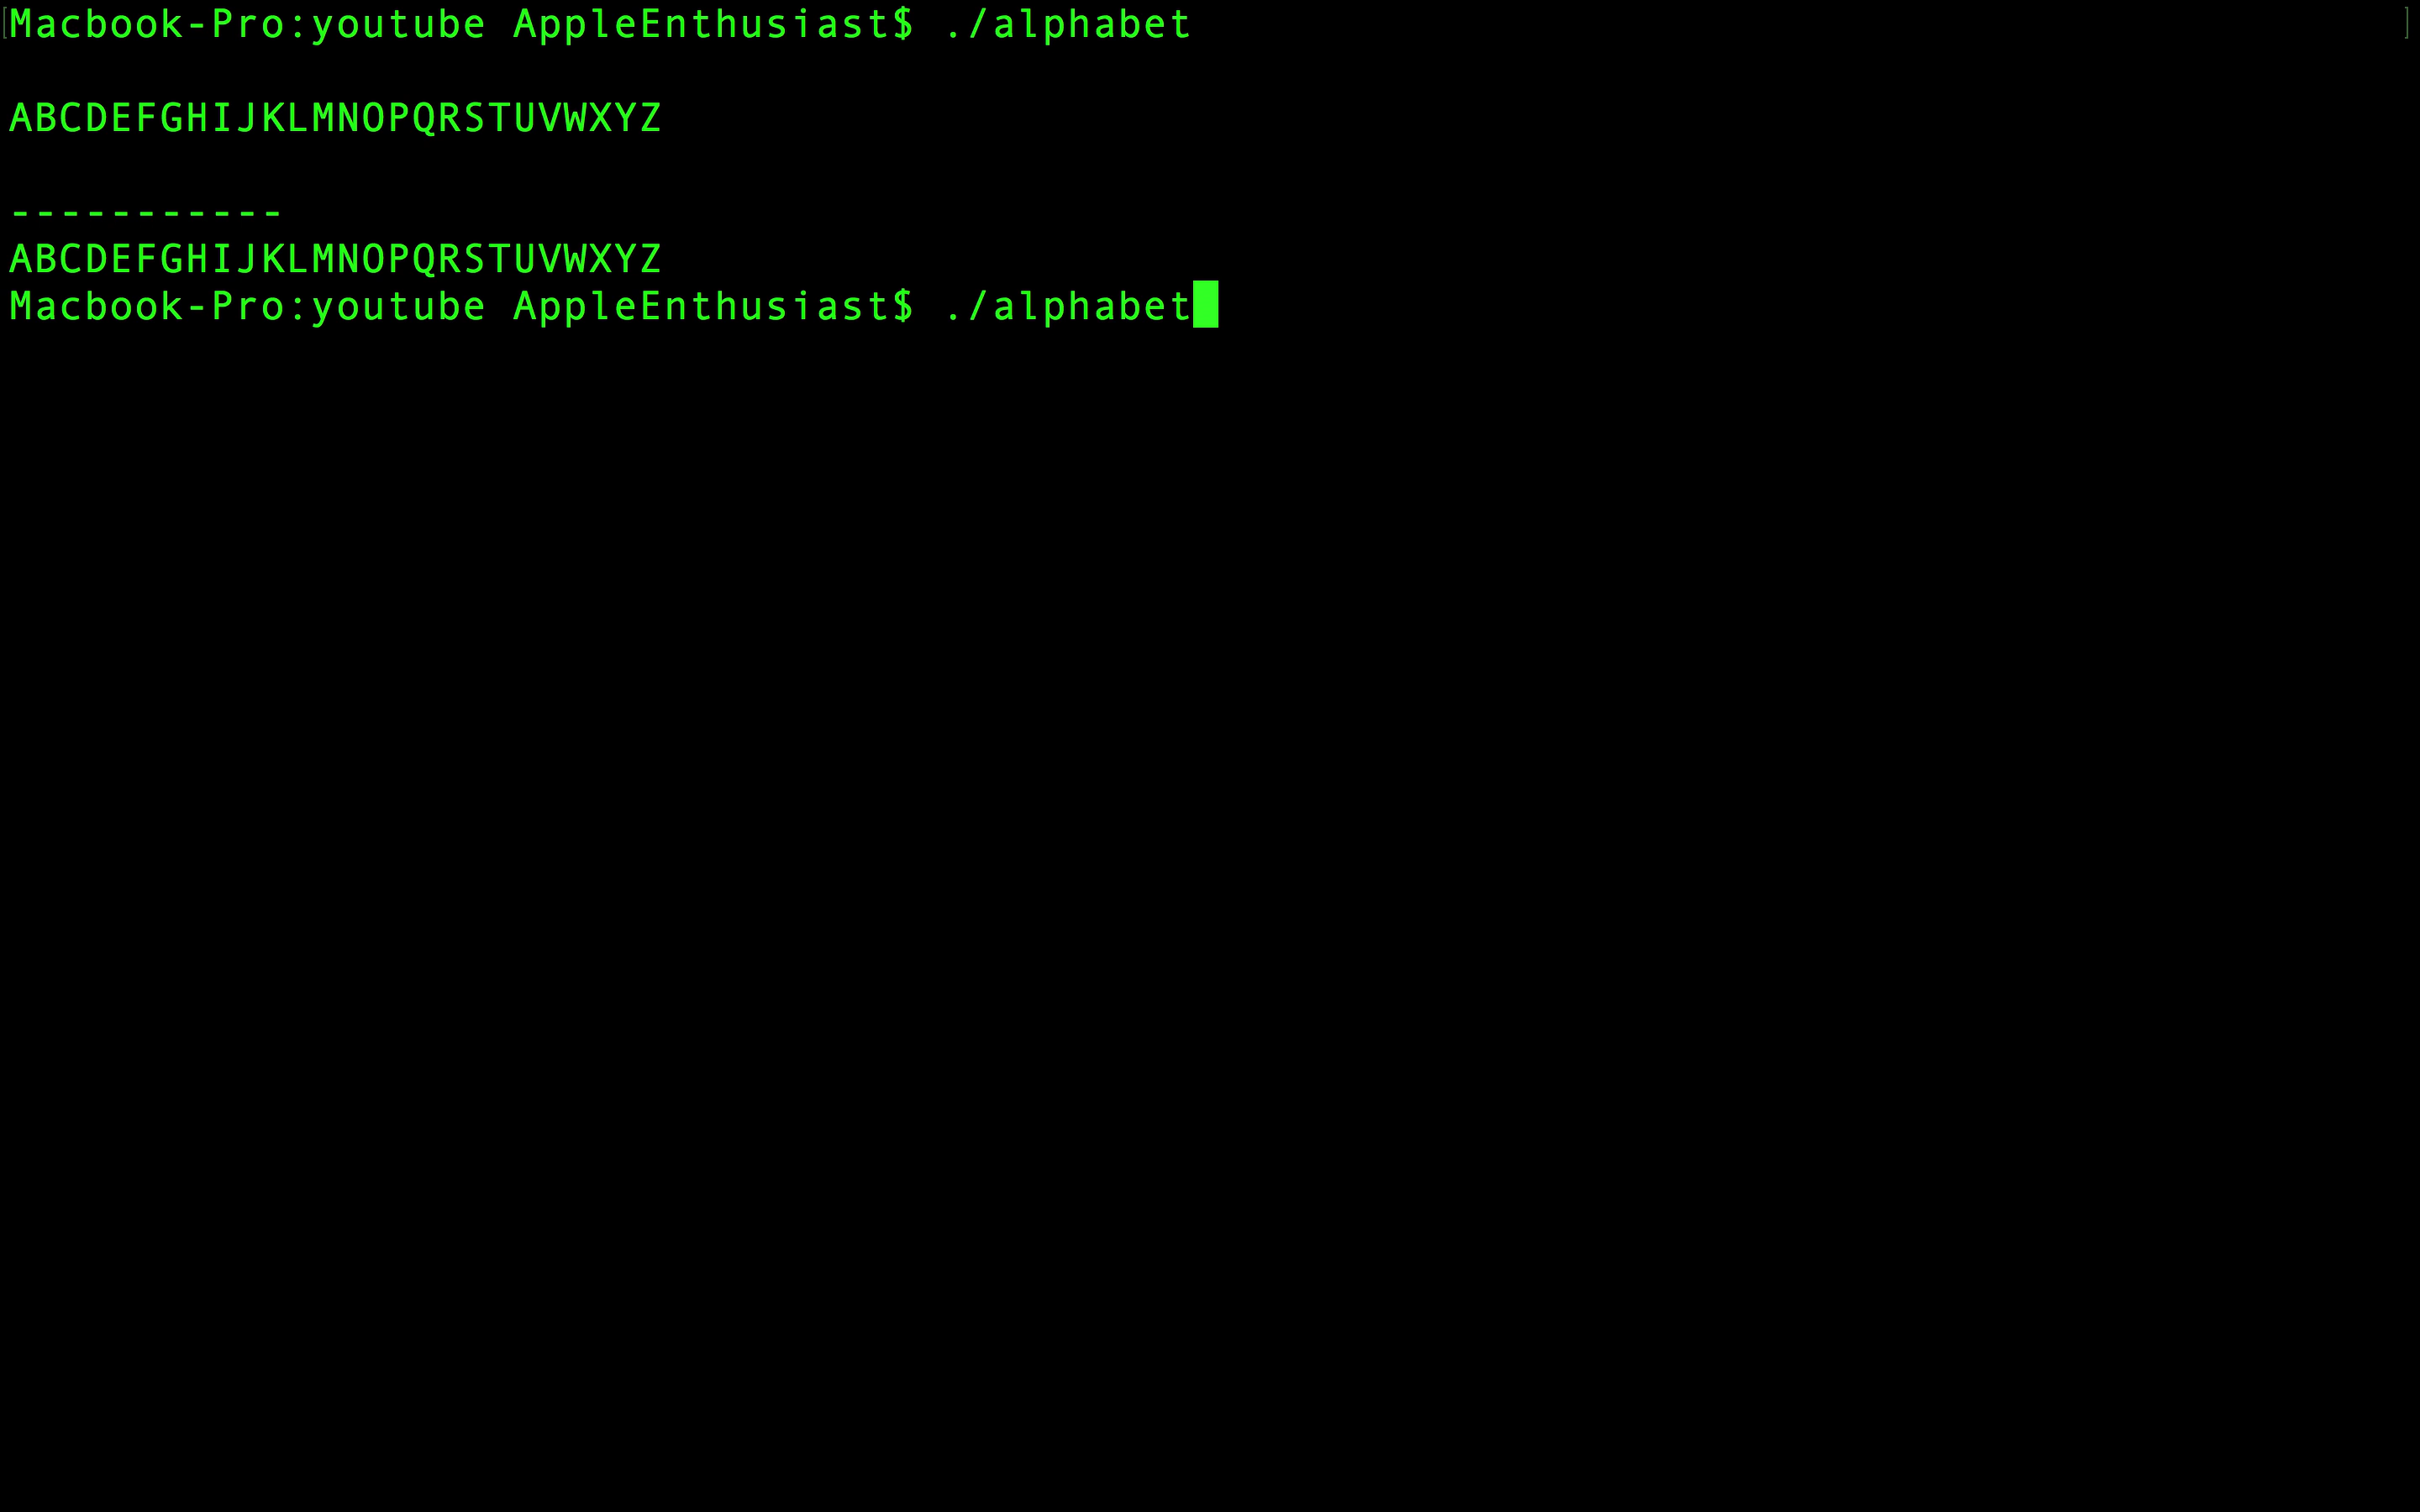 [Macbook-Pro:youtube AppleEnthusiast$ ./alphabet ]
ABCDEFGHIJKLMNOPQRSTUVWXYZ
-----------
ABCDEFGHIJKLMNOPQRSTUVWXYZ
Macbook-Pro:youtube AppleEnthusiast$ ./alphabet